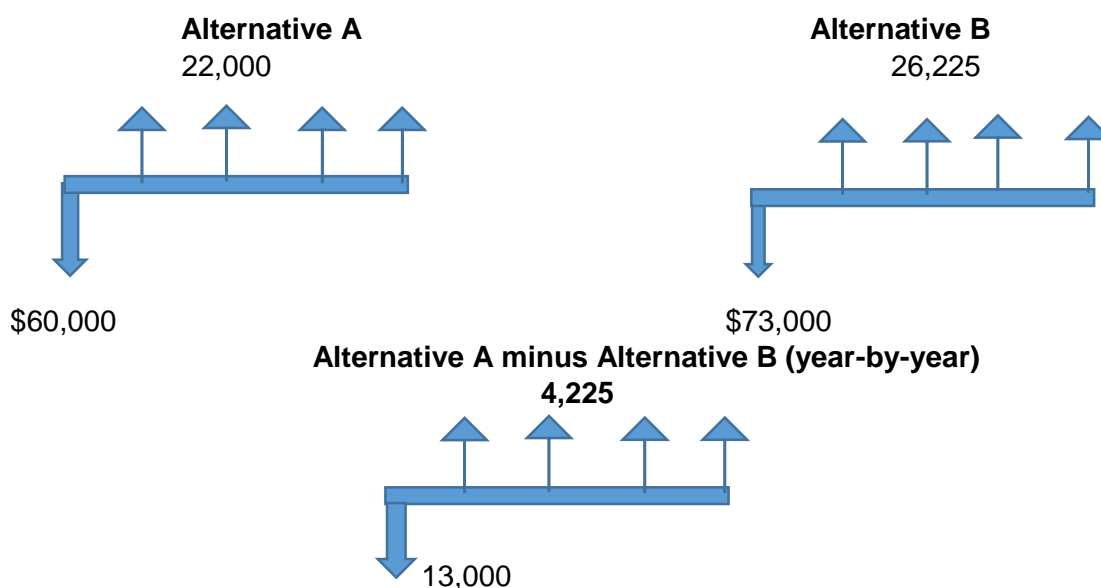 Alternative A
22,000
Alternative B
26,225
$60,000
$73,000
Alternative A minus Alternative B (year-by-year)
4,225
13,000